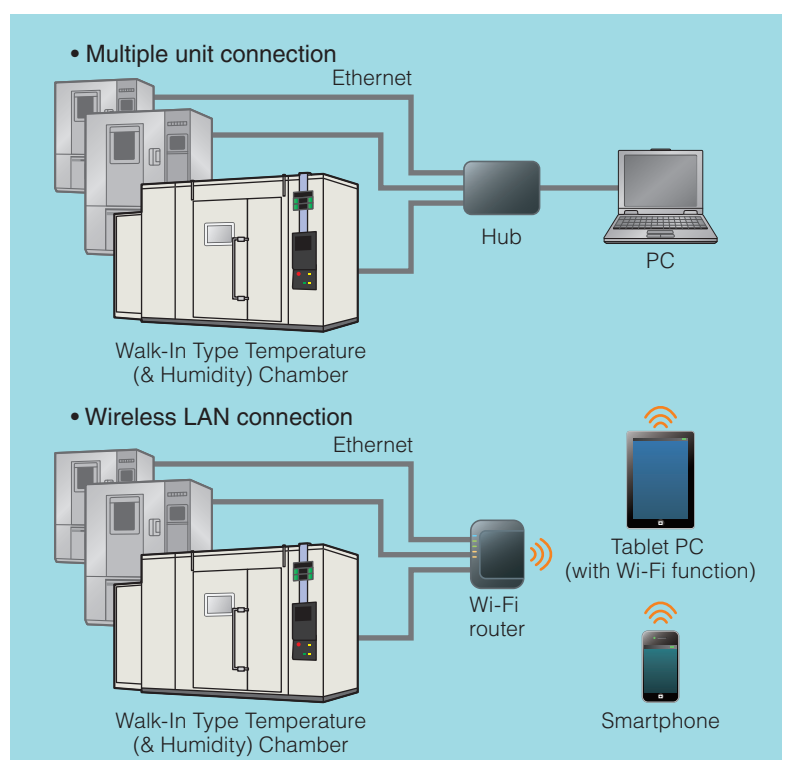 • Multiple unit connection
Ethernet
Hub
PC
Walk-In Type Temperature
(& Humidity) Chamber
• Wireless LAN connection
Ethernet
Tablet PC
(with Wi-Fi function)
Wi-Fi
router
Smartphone
Walk-In Type Temperature
(& Humidity) Chamber